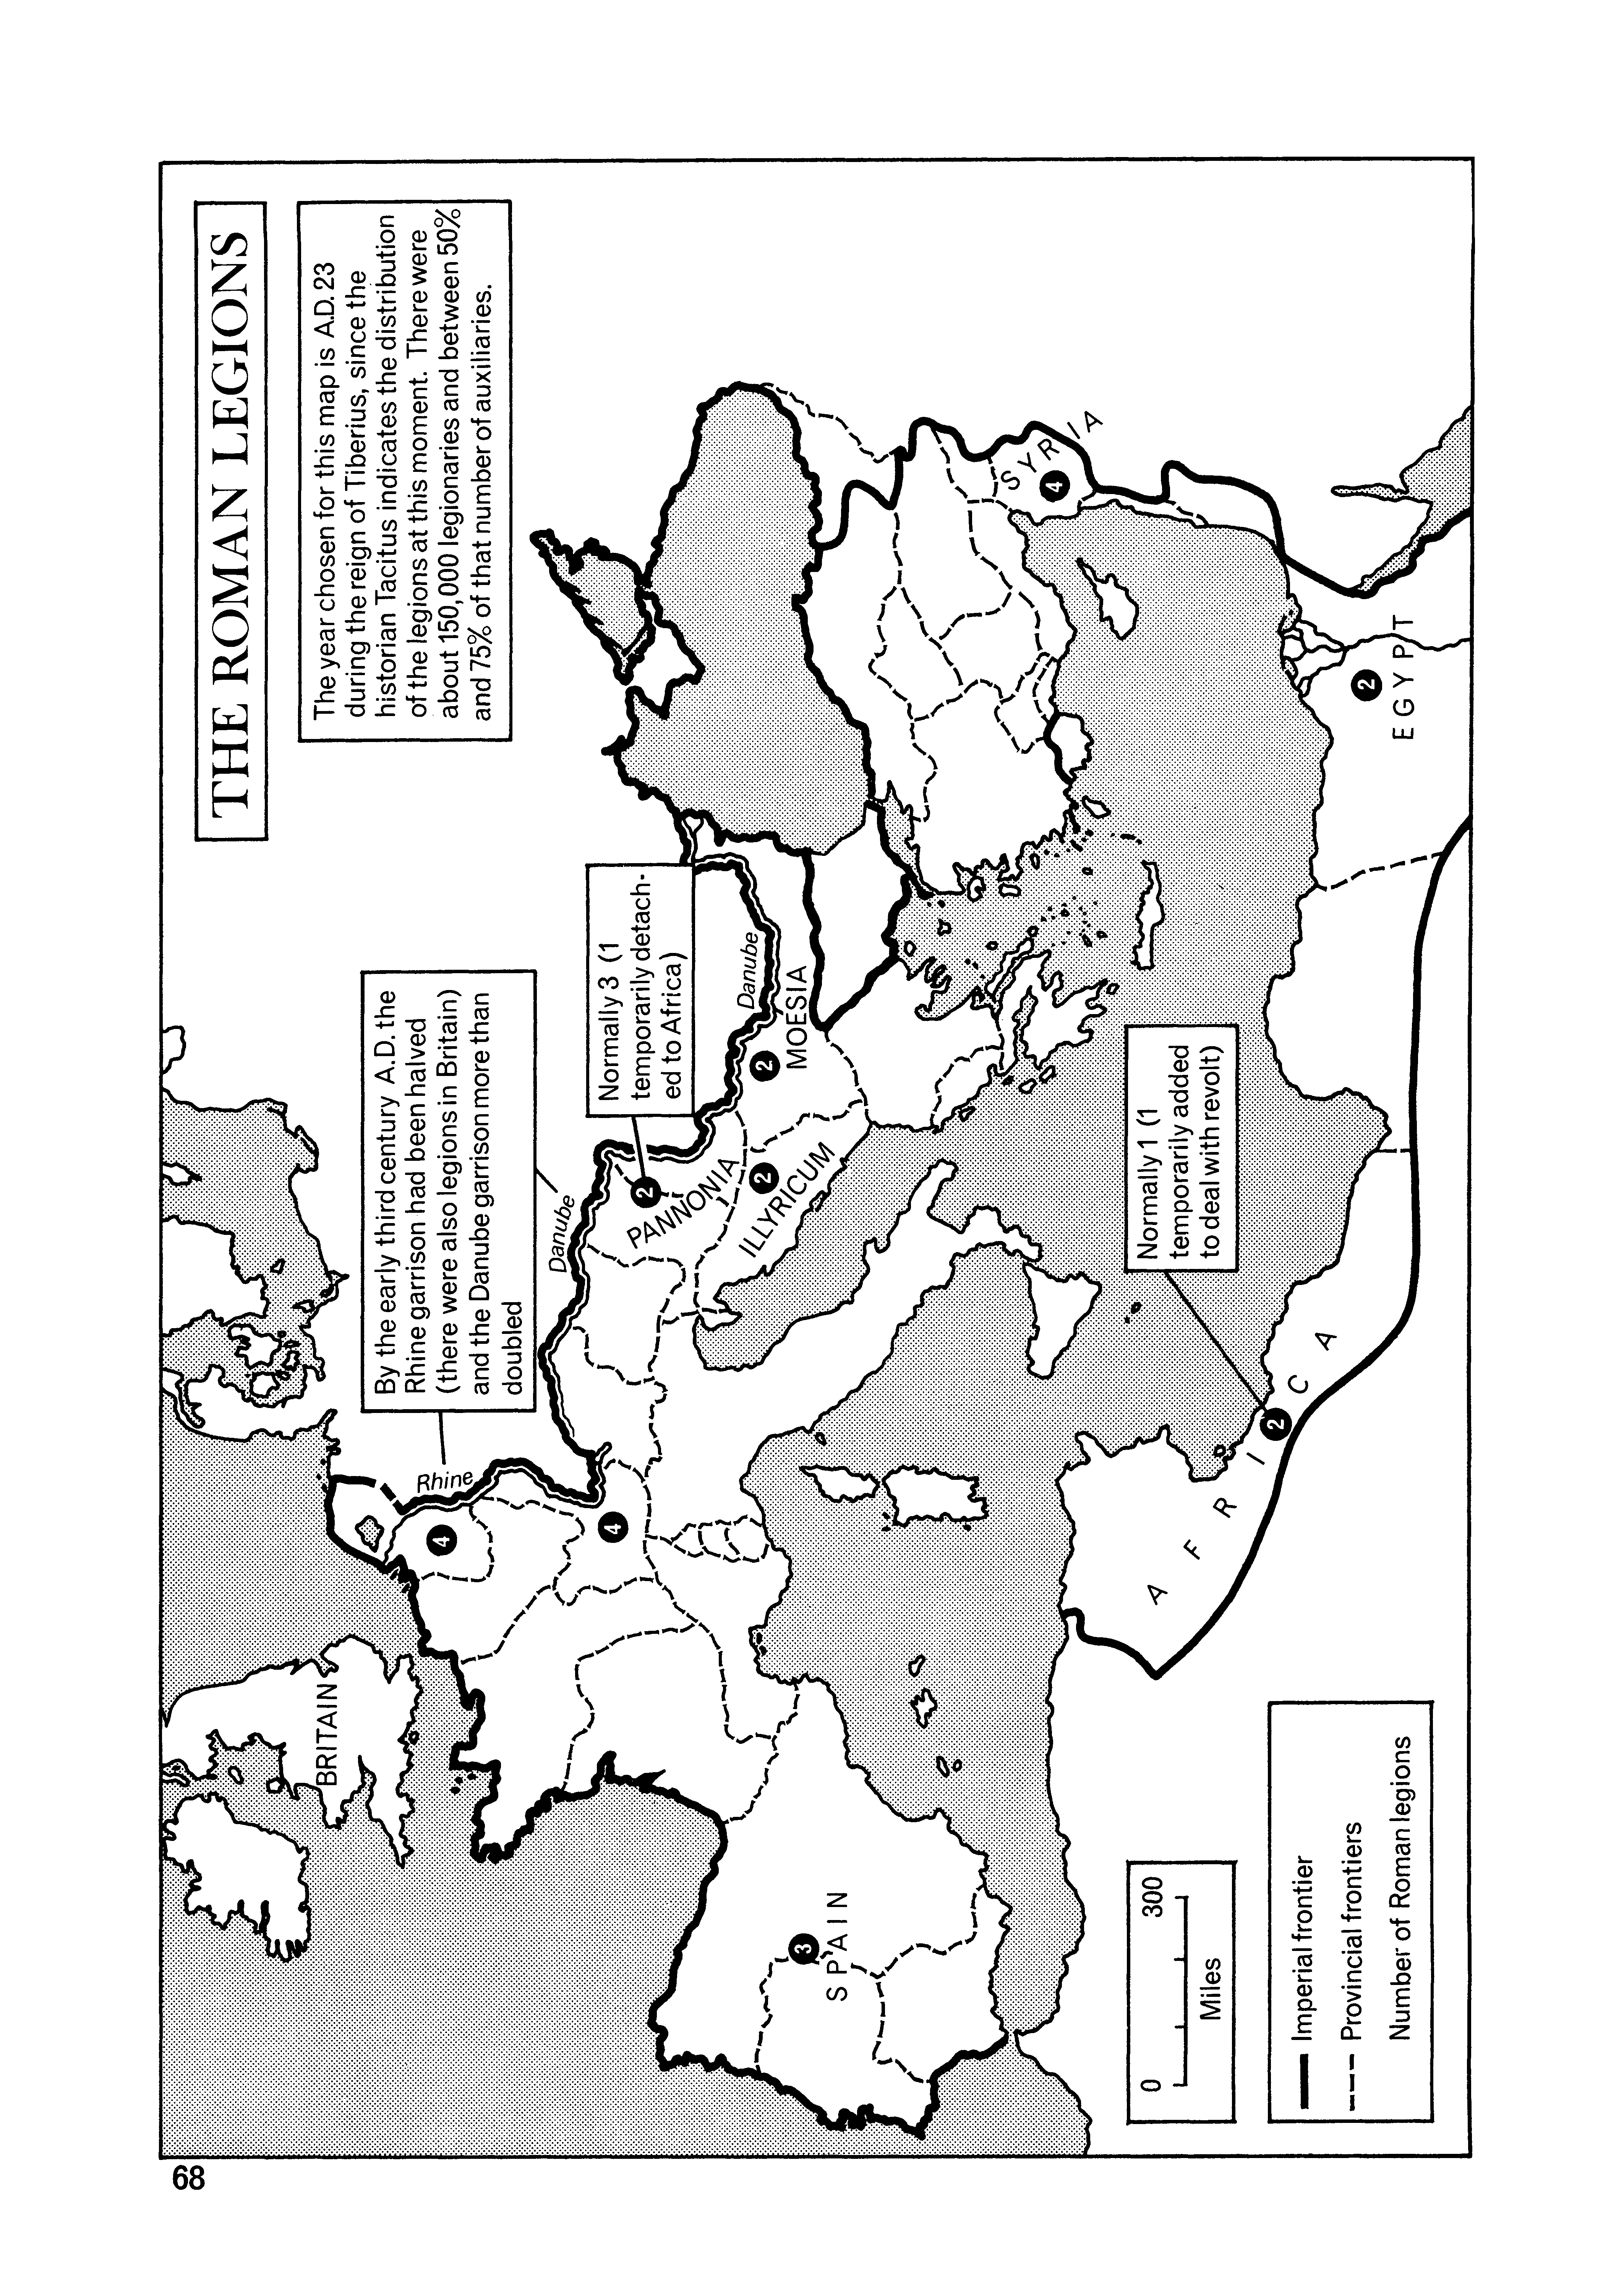 THE ROMAN LEGIONS
The year chosen for this map is A.D. 23
during the reign of Tiberius, since the
historian Tacitus indicates the distribution
of the legions at this moment. There were
about 150,000 legionaries and between 50%
and 75% of that number of auxiliaries.
By the early third century A.D. the
Rhine garrison had been halved
(there were also legions in Britain)
and the Danube garrison more than
doubled
Normally 3 (1
temporarily detach-
ed to Africa)
BRITAIN
Rhine
4
4
Danube
2
PANNONIA
2
ILLYRICUM
Danube
2
MOESIA
3
SPAIN
SYRIA
4
Normally 1 (1
temporarily added
to deal with revolt)
2
AFRICA
2
EGYPT
0 300
Miles
Imperial frontier
Provincial frontiers
Number of Roman legions
68